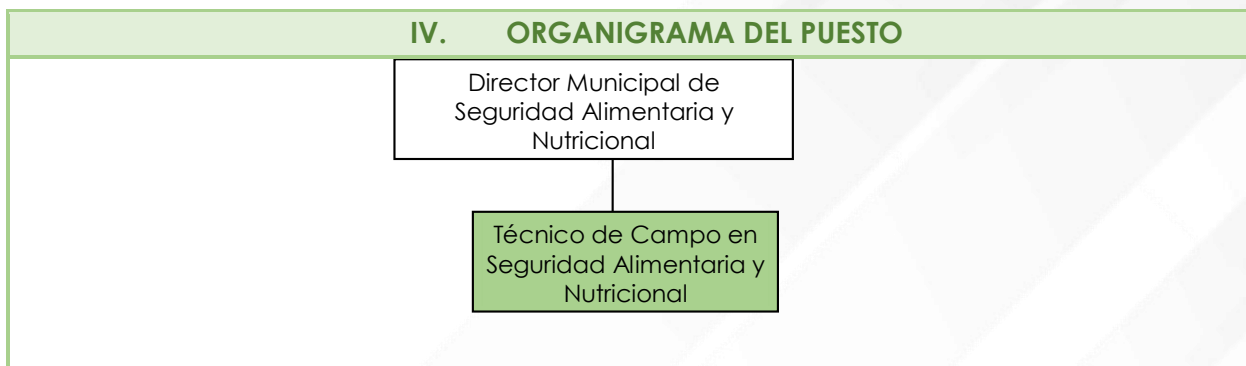 IV. ORGANIGRAMA DEL PUESTO
Director Municipal de
Seguridad Alimentaria y
Nutricional
Técnico de Campo en
Seguridad Alimentaria y
Nutricional